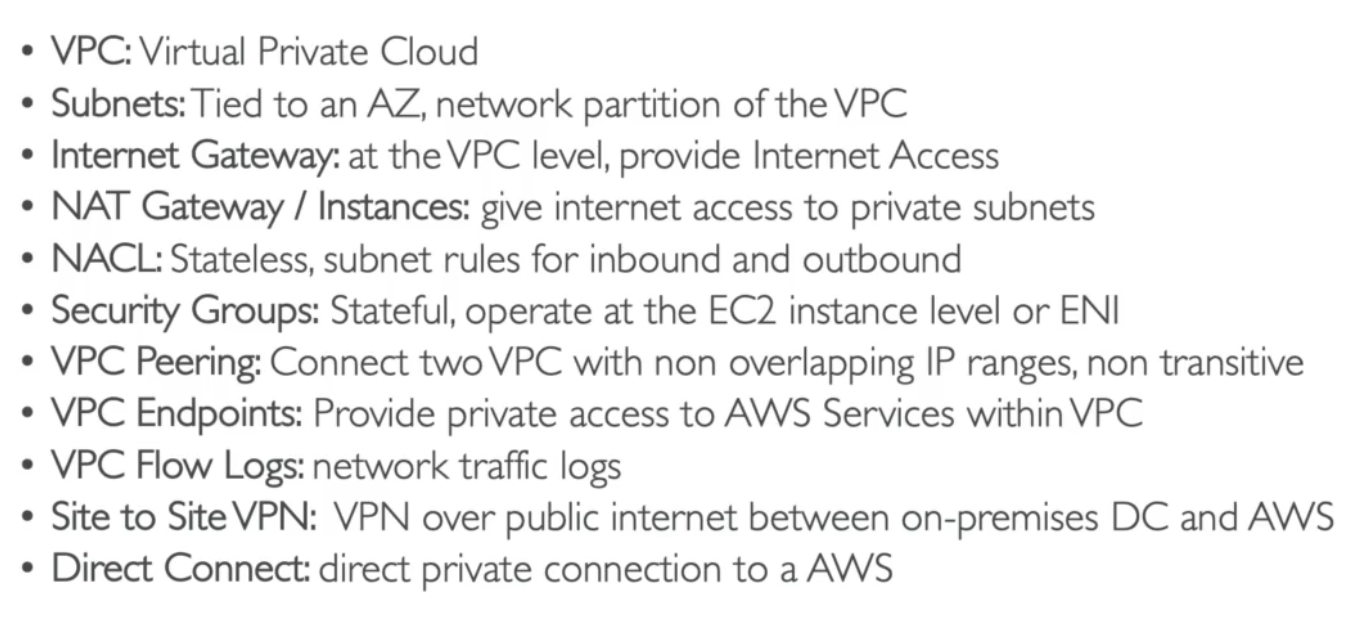 • VPC: Virtual Private Cloud
• Subnets: Tied to an AZ, network partition of the VPC
• Internet Gateway: at the VPC level, provide Internet Access
• NAT Gateway / Instances: give internet access to private subnets
• NACL: Stateless, subnet rules for inbound and outbound
• Security Groups: Stateful, operate at the EC2 instance level or ENI
• VPC Peering: Connect two VPC with non overlapping IP ranges, non transitive
• VPC Endpoints: Provide private access to AWS Services within VPC
• VPC Flow Logs: network traffic logs
• Site to Site VPN: VPN over public internet between on-premises DC and AWS
• Direct Connect: direct private connection to a AWS